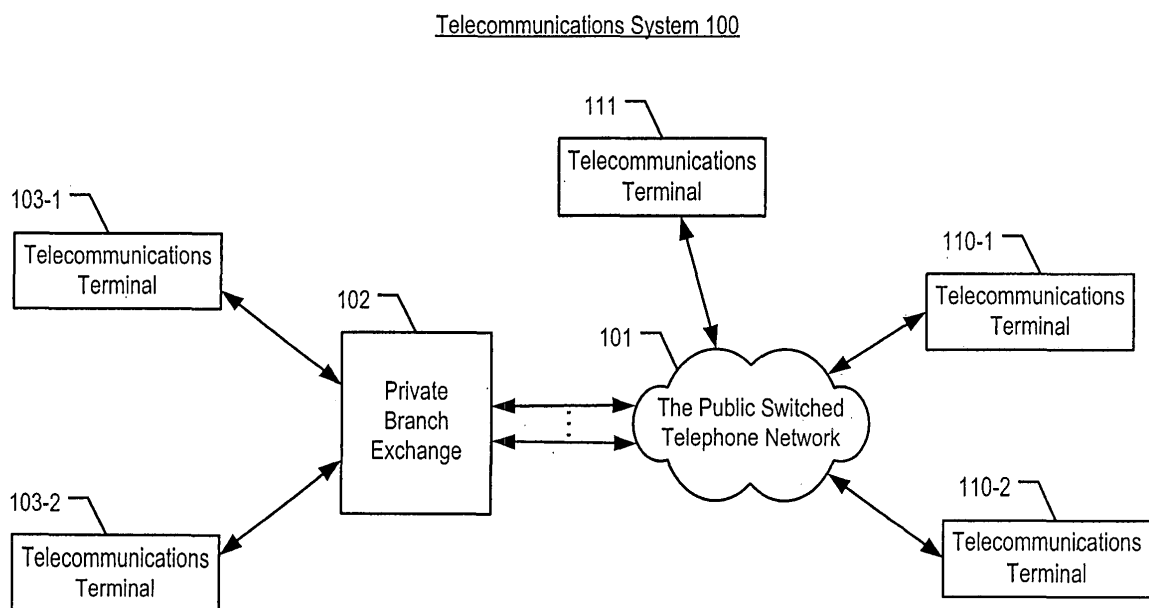 Telecommunications System 100
111
Telecommunications
Terminal
103-1
Telecommunications
Terminal
110-1
Telecommunications
Terminal
102
Private
Branch
Exchange
101
The Public Switched
Telephone Network
103-2
Telecommunications
Terminal
110-2
Telecommunications
Terminal